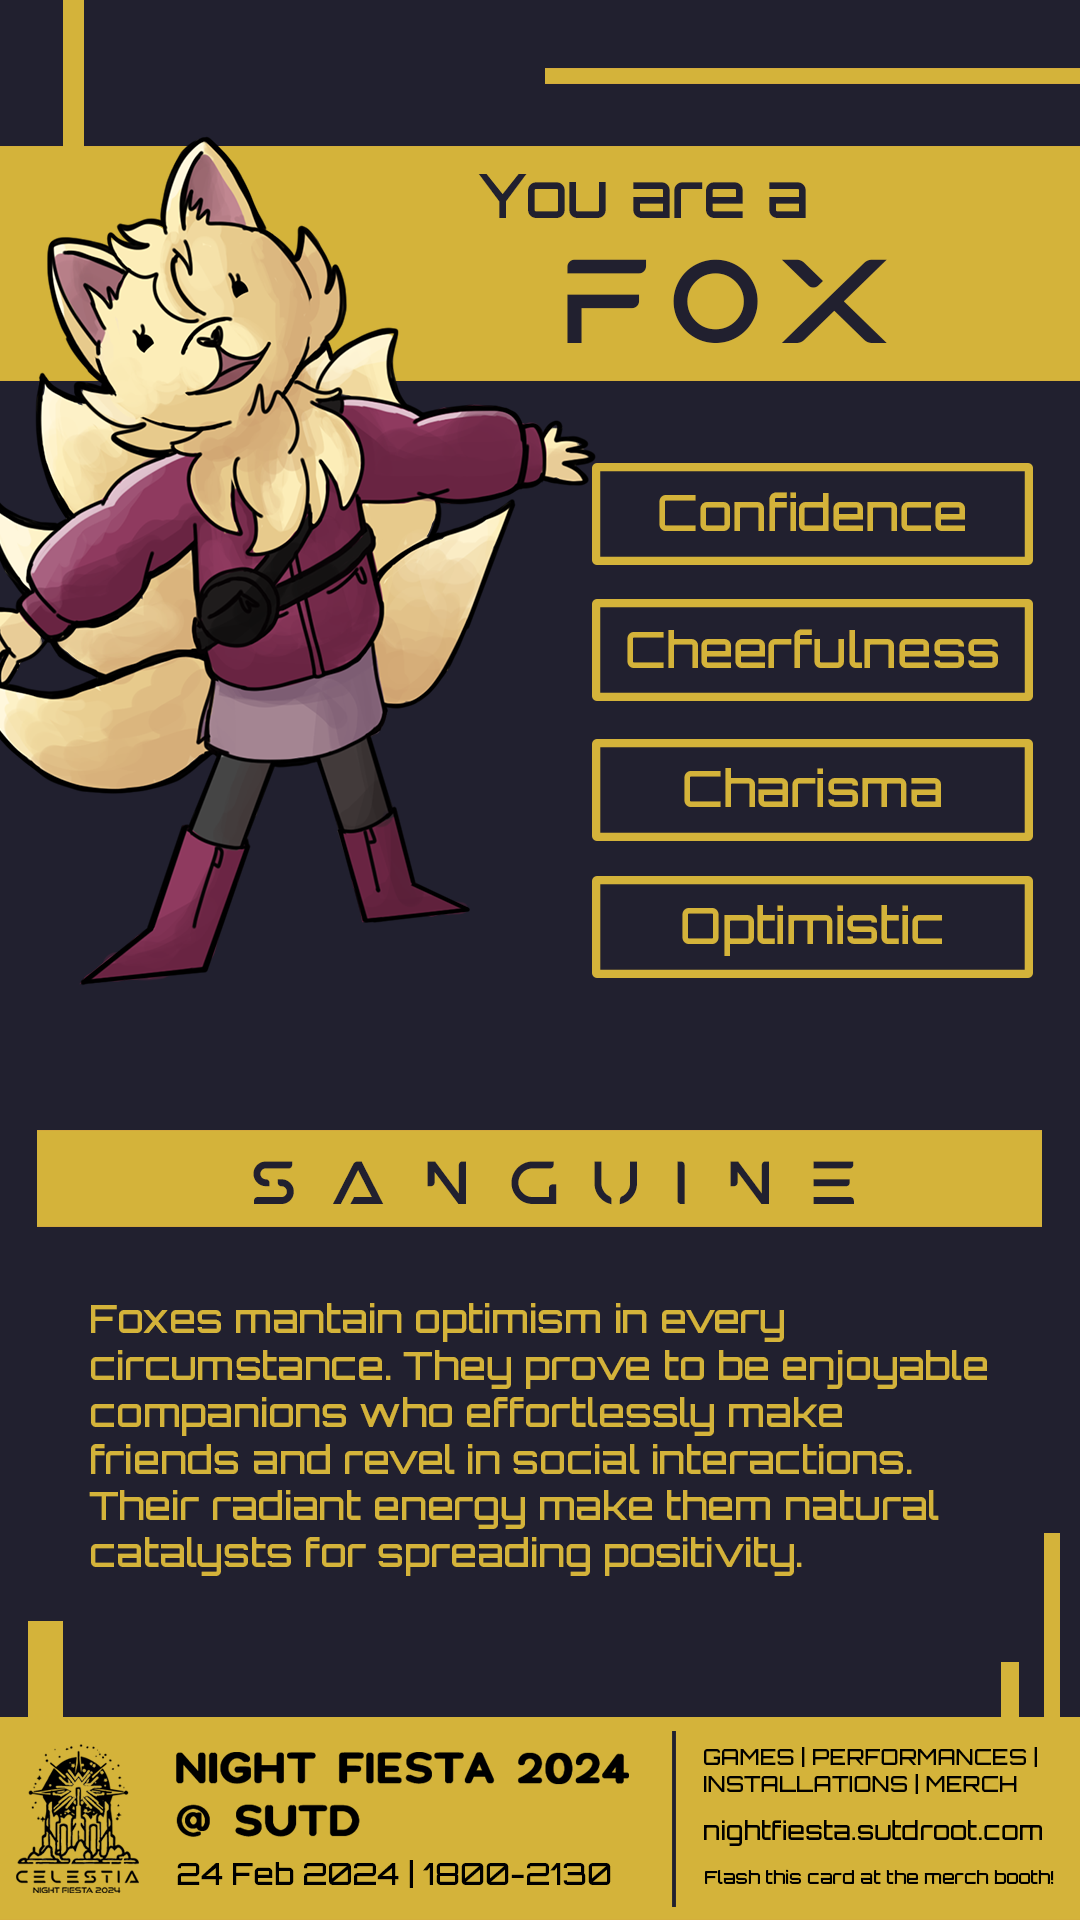 You are a
FOX
Confidence
Cheerfulness
Charisma
Optimistic
SANGUINE
Foxes mantain optimism in every
circumstance. They prove to be enjoyable
companions who effortlessly make
friends and revel in social interactions.
Their radiant energy make them natural
catalysts for spreading positivity.
CELESTIA
NIGHT FIESTA 2024
NIGHT FIESTA 2024
@ SUTD
24 Feb 2024 | 1800-2130
GAMES | PERFORMANCES |
INSTALLATIONS | MERCH
nightfiesta.sutdroot.com
Flash this card at the merch booth!